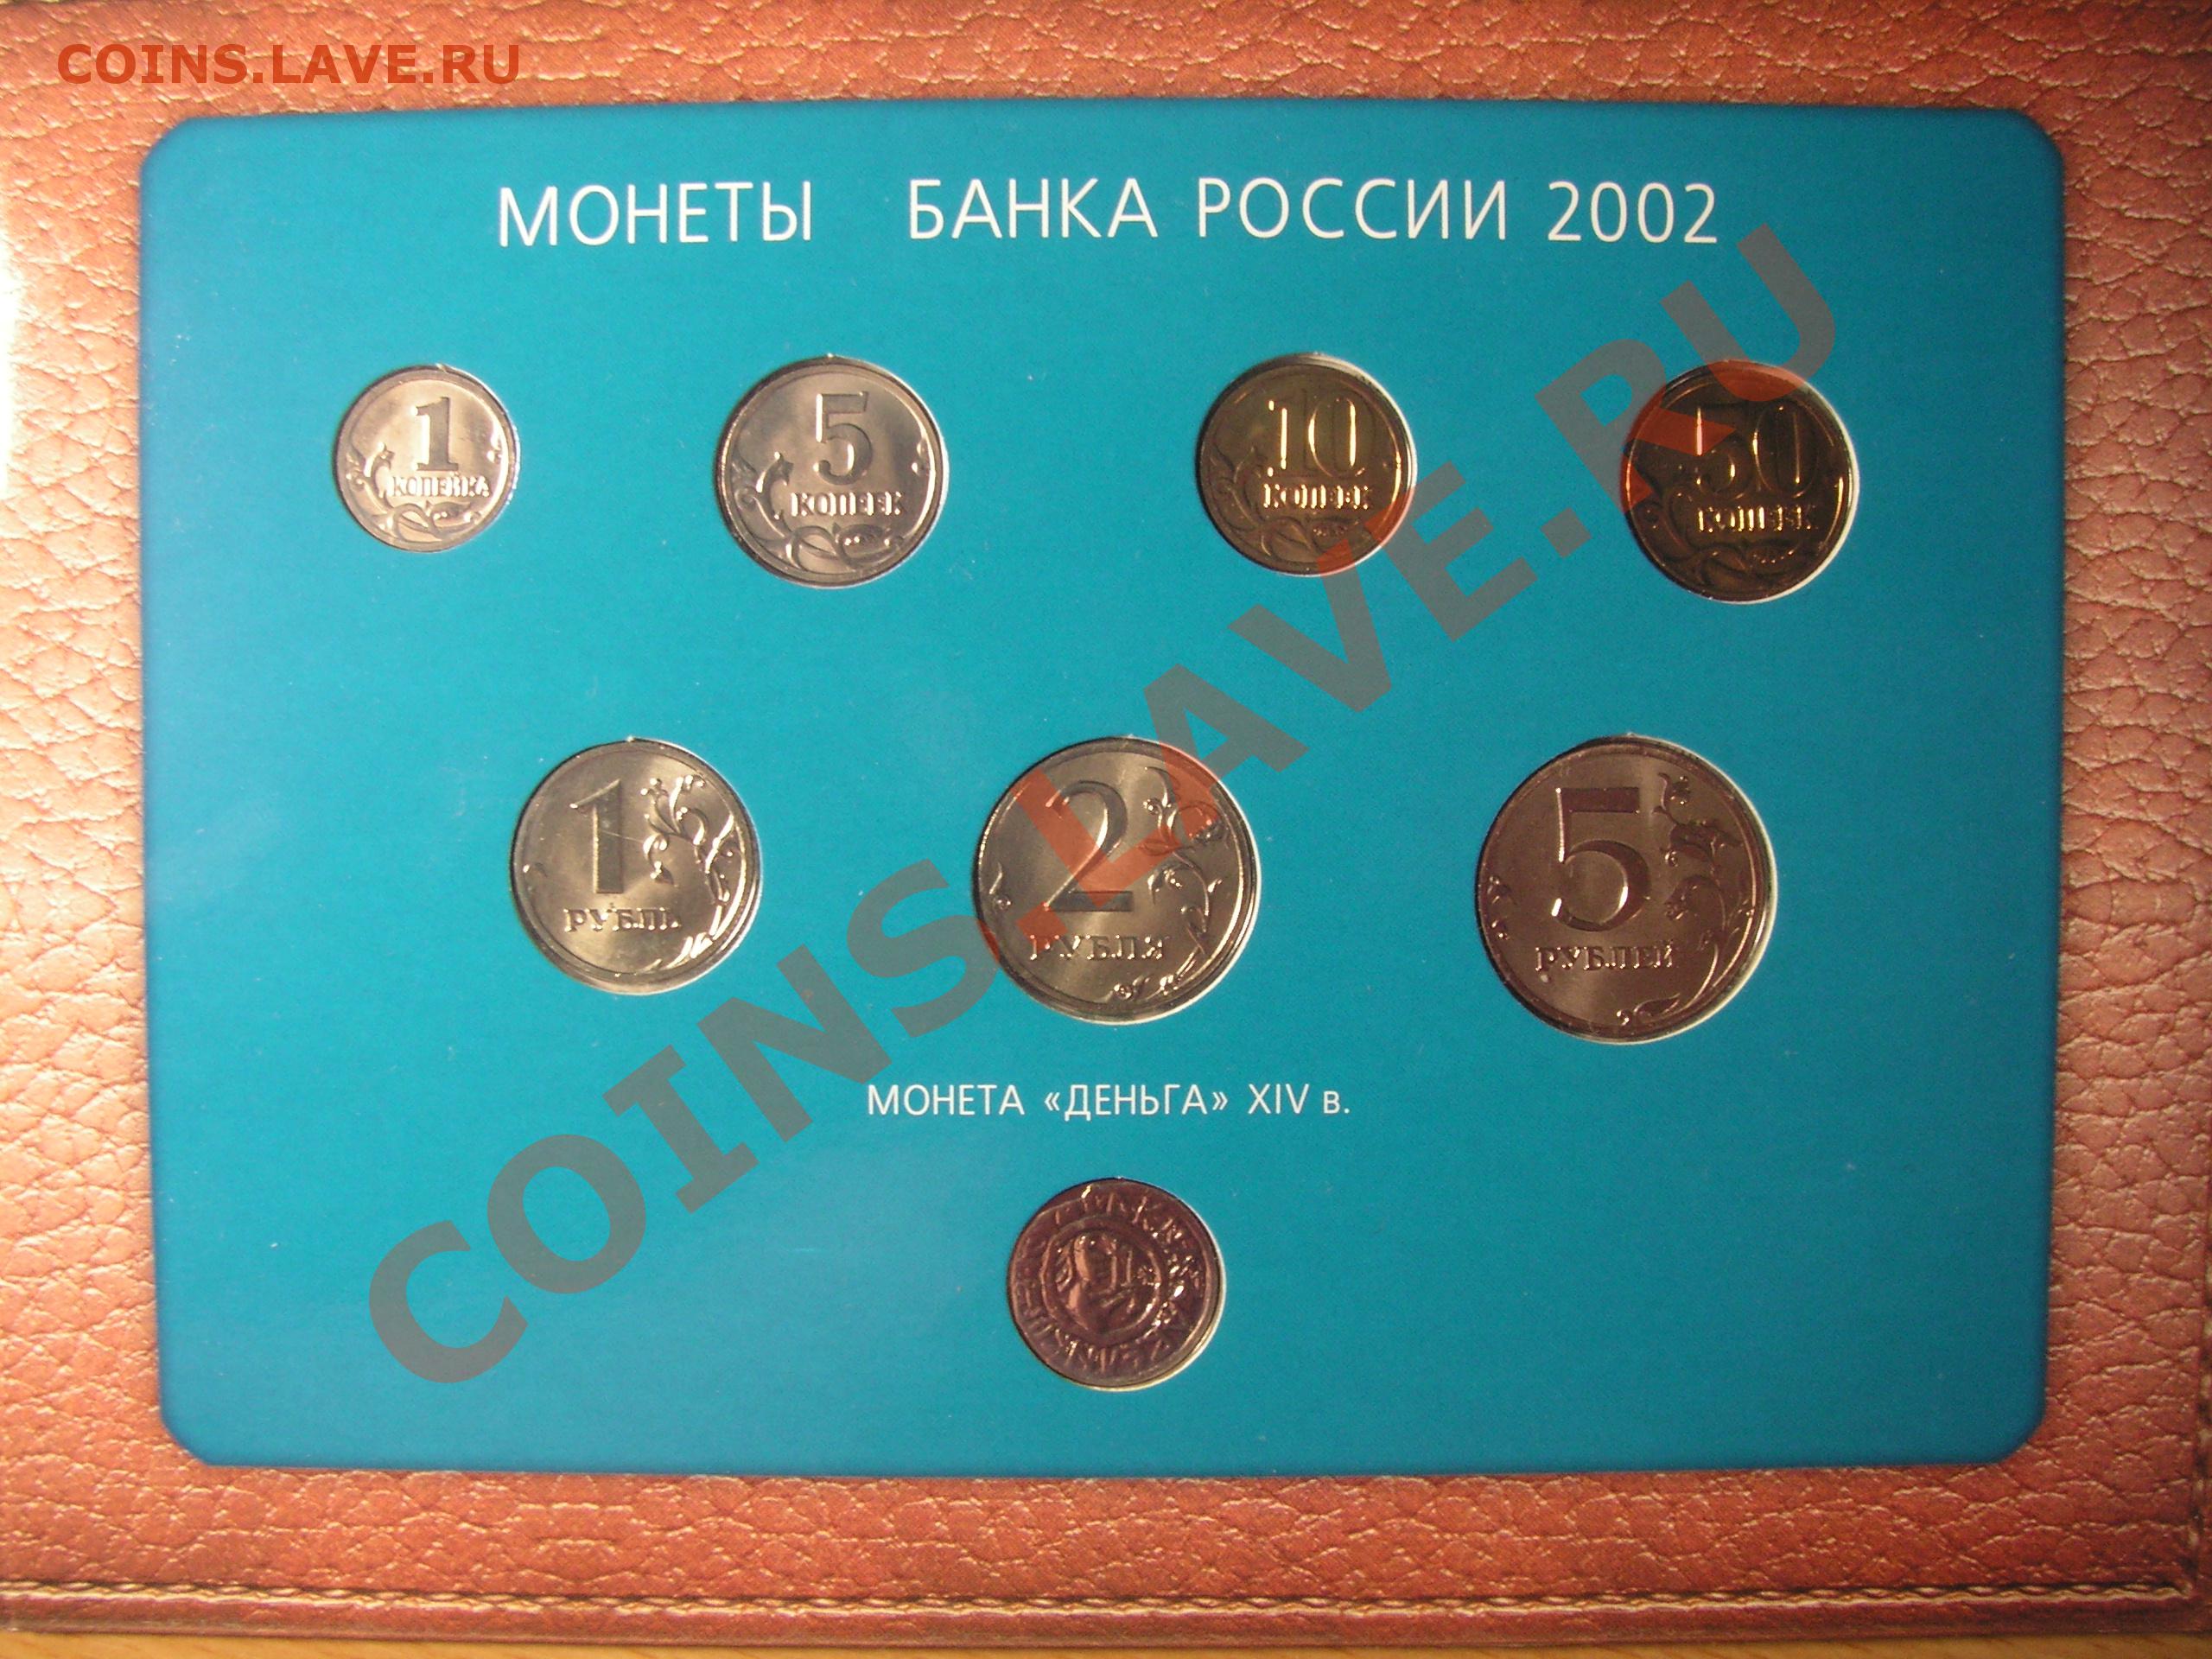 COINS.LAVE.RU
МОНЕТЫ БАНКА РОССИИ 2002
1
КОПЕЙКА
5
КОПЕЕК
10
КОПЕЕК
50
КОПЕЕК
1
РУБЛЬ
2
РУБЛЯ
5
РУБЛЕЙ
COINS.LAVE.RU
МОНЕТА «ДЕНЬГА» XIV в.